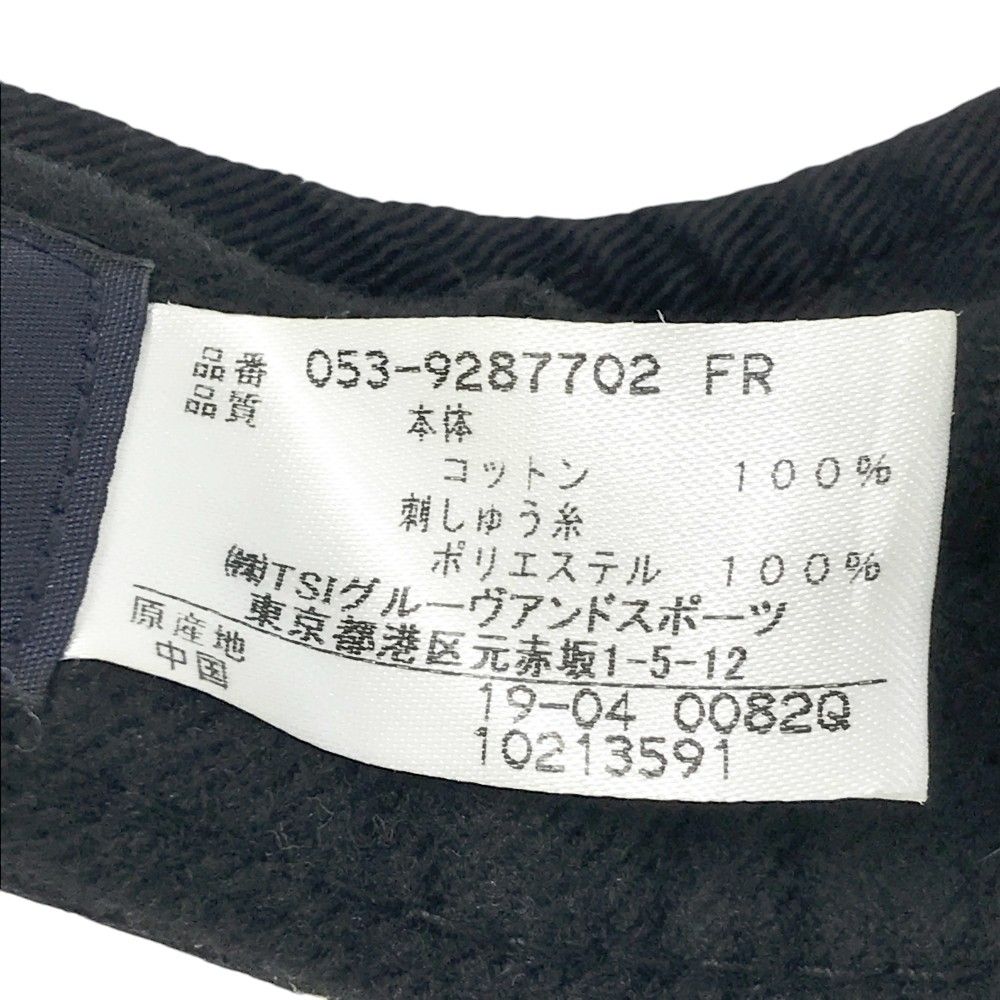 品番 053-9287702 FR
品質
本体
コットン 100%
刺しゅう糸
ポリエステル 100%
㈱TSIグルーヴアンドスポーツ
東京都港区元赤坂1-5-12
原産地
中国
19-04 0082Q
10213591